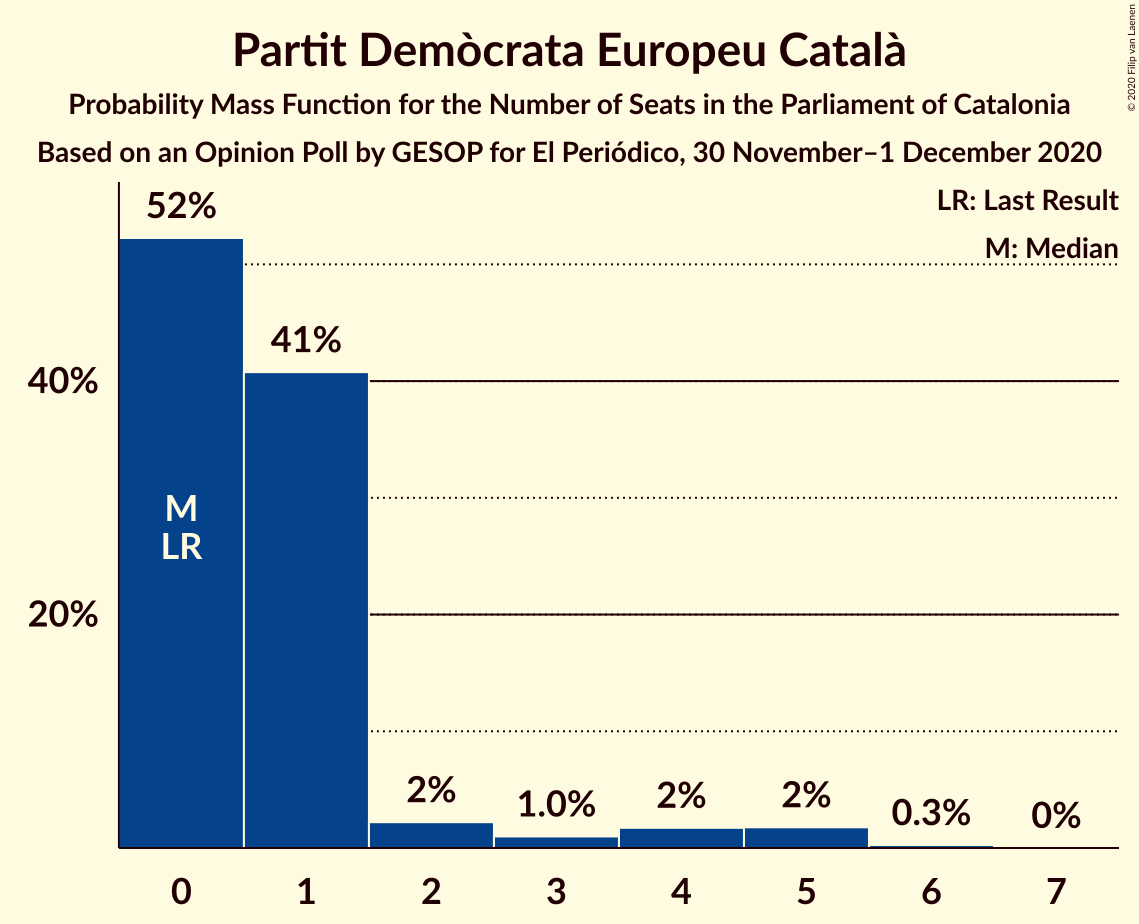 Partit Demòcrata Europeu Català
Probability Mass Function for the Number of Seats in the Parliament of Catalonia
Based on an Opinion Poll by GESOP for El Periódico, 30 November–1 December 2020
© 2020 Filip van Laenen
LR: Last Result
M: Median
52%
41%
40%
M
LR
20%
2%
1.0%
2%
2%
0.3%
0%
0 1 2 3 4 5 6 7